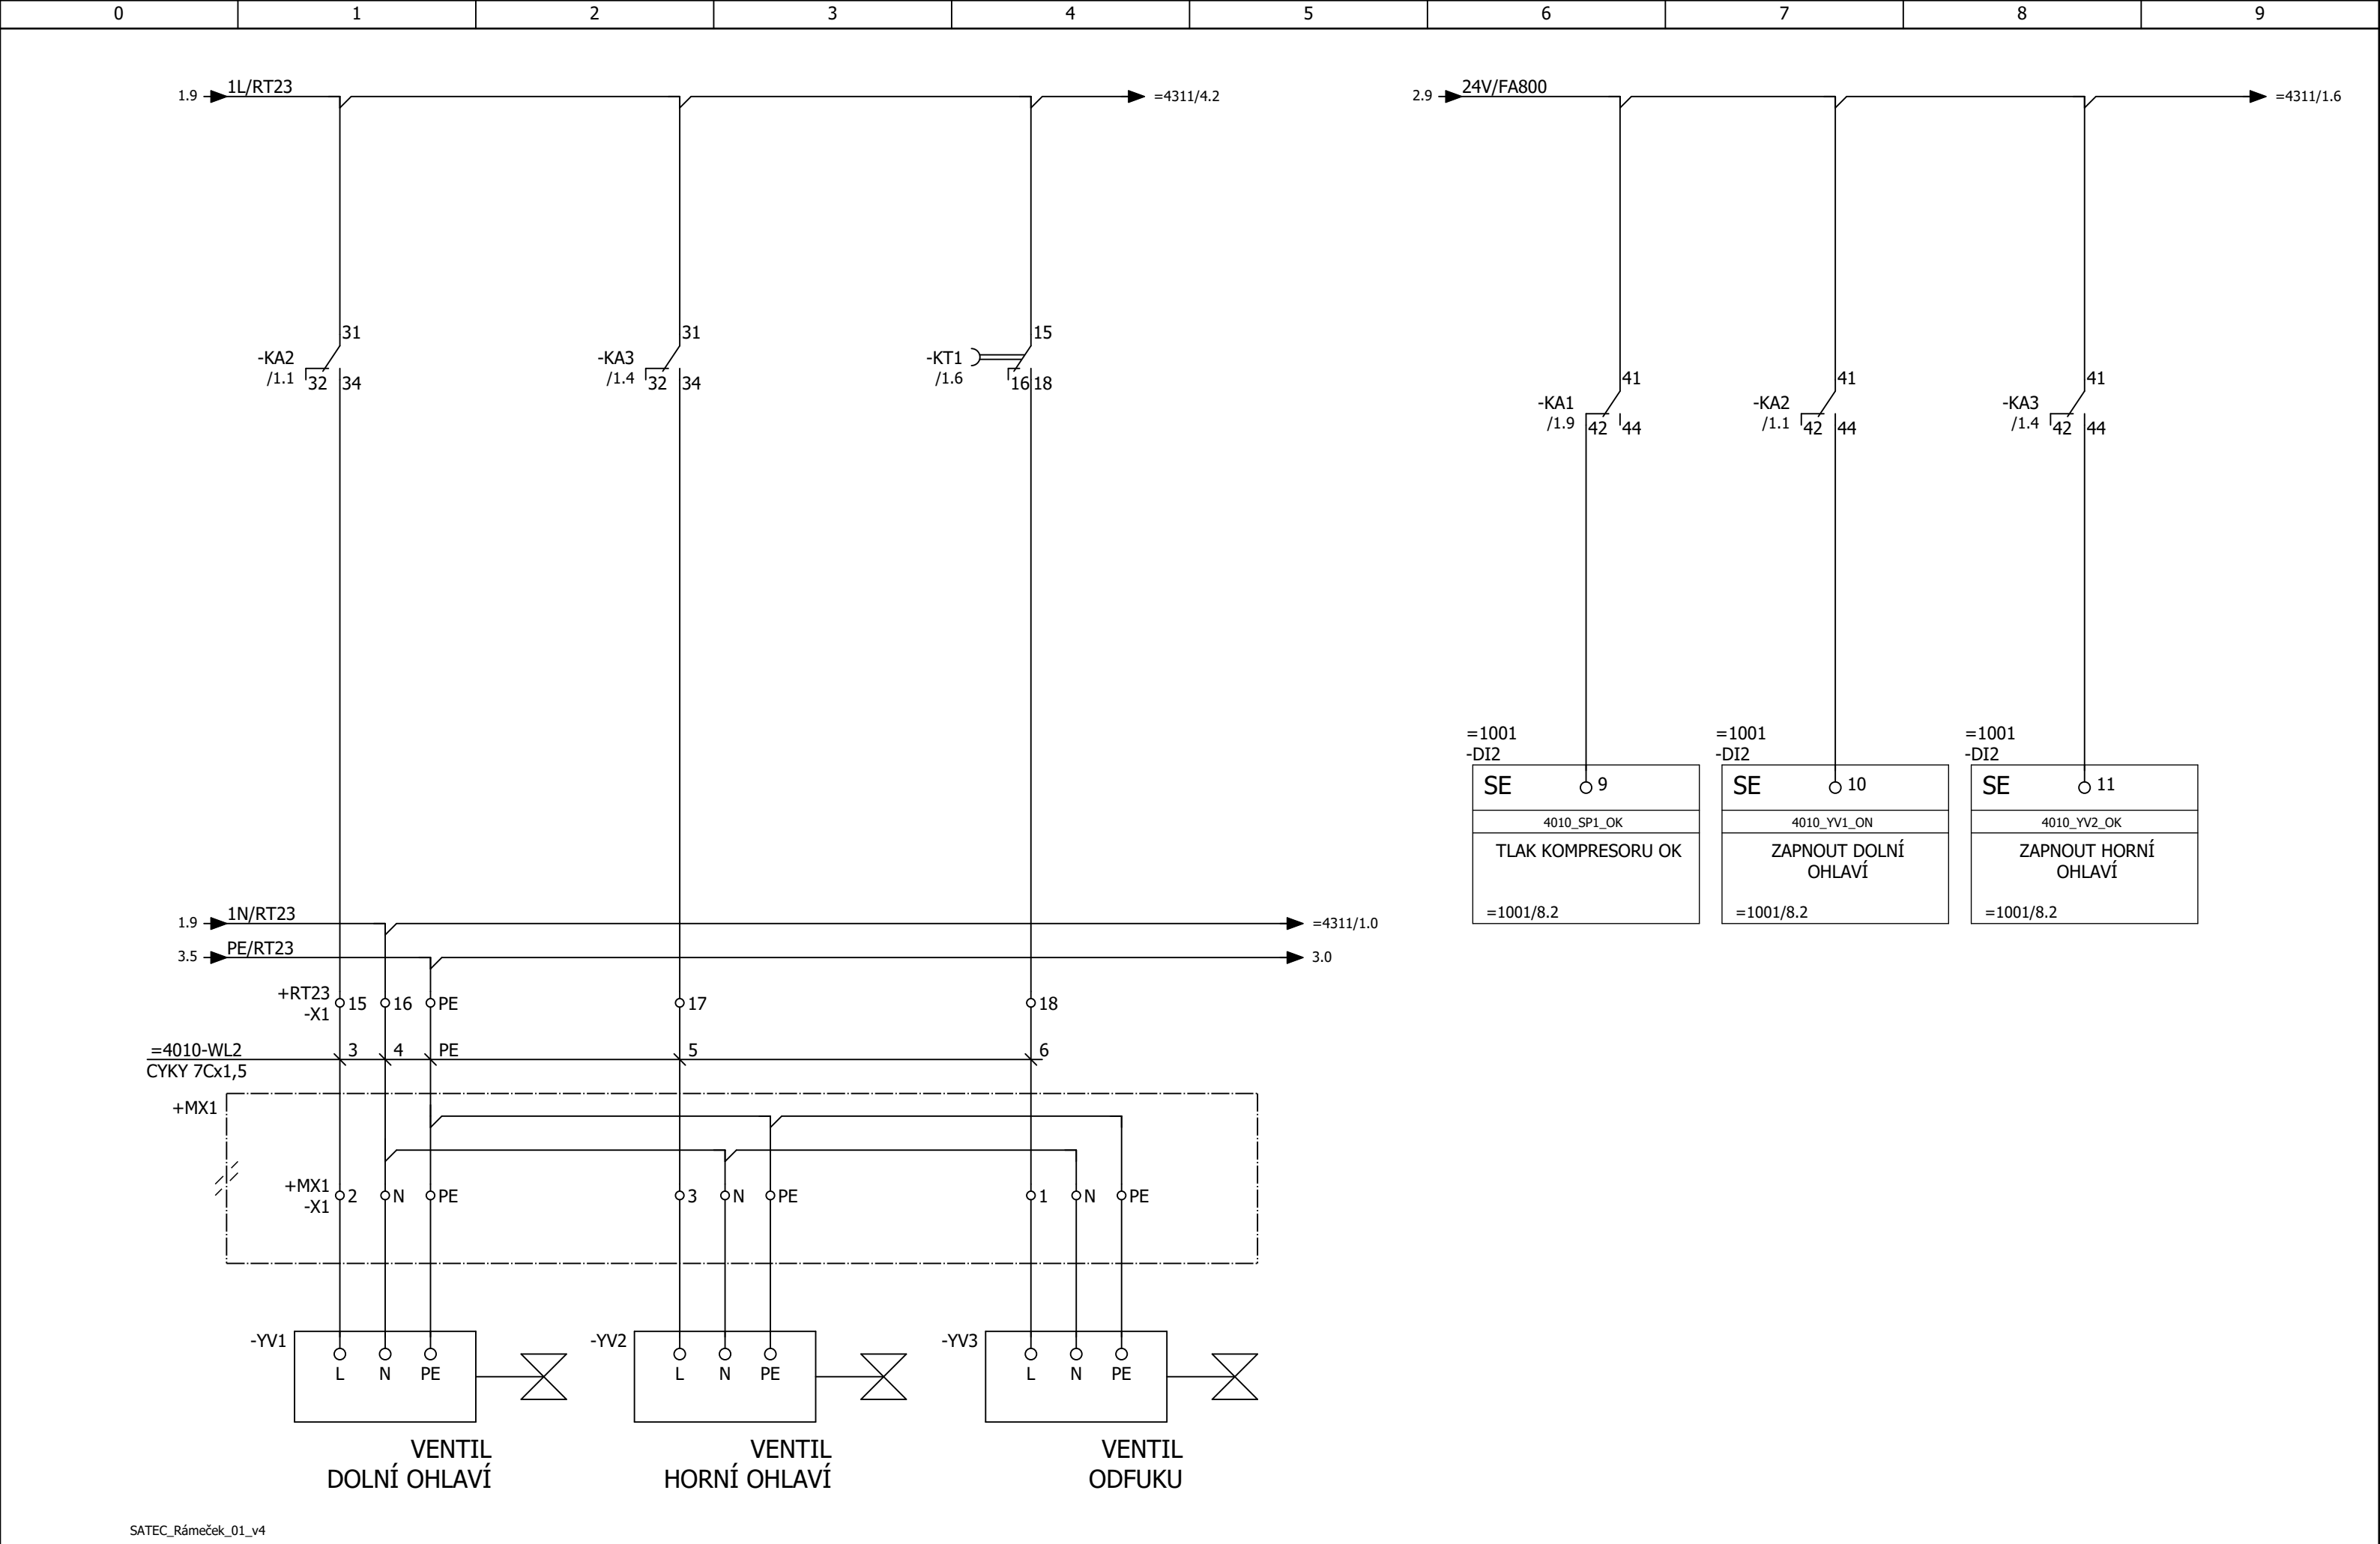 0 1 2 3 4 5 6 7 8 9
1.9 1L/RT23 =4311/4.2
2.9 24V/FA800 =4311/1.6
31
-KA2
/1.1
32 34
31
-KA3
/1.4
32 34
15
-KT1
/1.6
16 18
41
-KA1
/1.9
42 44
41
-KA2
/1.1
42 44
41
-KA3
/1.4
42 44
=1001
-DI2
SE 9
4010_SP1_OK
TLAK KOMPRESORU OK
=1001/8.2
=1001
-DI2
SE 10
4010_YV1_ON
ZAPNOUT DOLNÍ
OHLAVÍ
=1001/8.2
=1001
-DI2
SE 11
4010_YV2_OK
ZAPNOUT HORNÍ
OHLAVÍ
=1001/8.2
1.9 1N/RT23 =4311/1.0
3.5 PE/RT23 3.0
+RT23
-X1
15 16 PE 17 18
=4010-WL2 3 4 PE 5 6
CYKY 7Cx1,5
+MX1
+MX1
-X1
2 N PE 3 N PE 1 N PE
-YV1
L N PE
-YV2
L N PE
-YV3
L N PE
VENTIL
DOLNÍ OHLAVÍ
VENTIL
HORNÍ OHLAVÍ
VENTIL
ODFUKU
SATEC_Rámeček_01_v4